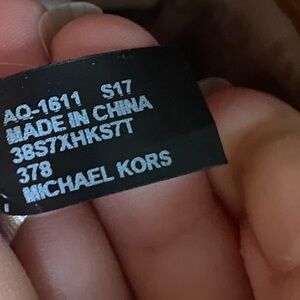 AQ-1611 S17
MADE IN CHINA
38S7XHKS7T
378
MICHAEL KORS